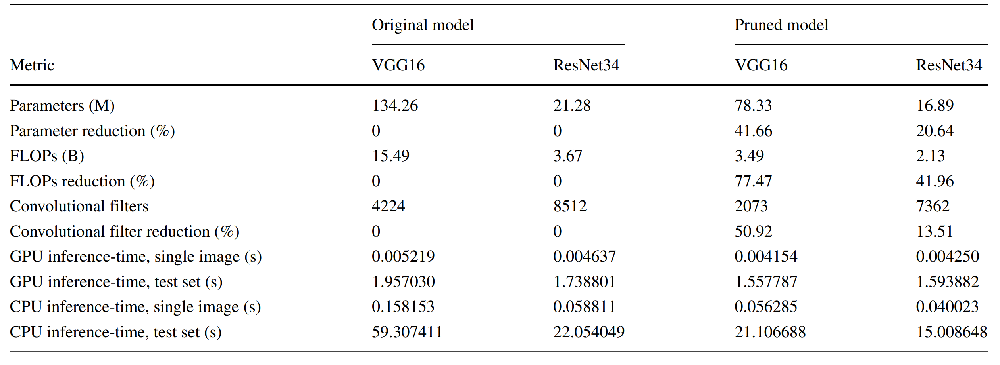 Original model Pruned model
Metric VGG16 ResNet34 VGG16 ResNet34
Parameters (M) 134.26 21.28 78.33 16.89
Parameter reduction (%) 0 0 41.66 20.64
FLOPs (B) 15.49 3.67 3.49 2.13
FLOPs reduction (%) 0 0 77.47 41.96
Convolutional filters 4224 8512 2073 7362
Convolutional filter reduction (%) 0 0 50.92 13.51
GPU inference-time, single image (s) 0.005219 0.004637 0.004154 0.004250
GPU inference-time, test set (s) 1.957030 1.738801 1.557787 1.593882
CPU inference-time, single image (s) 0.158153 0.058811 0.056285 0.040023
CPU inference-time, test set (s) 59.307411 22.054049 21.106688 15.008648